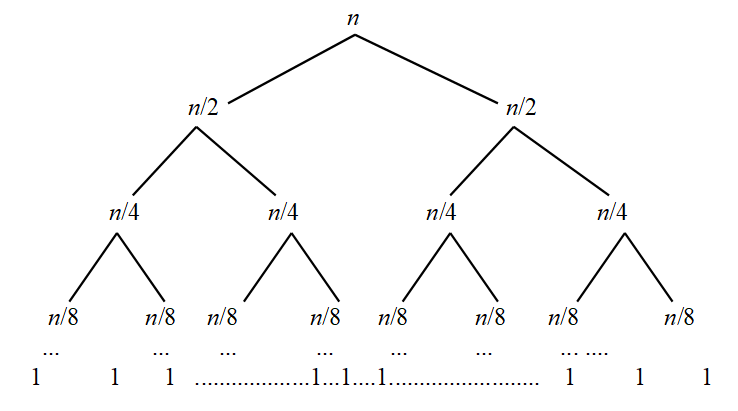 n
n/2 n/2
n/4 n/4 n/4 n/4
n/8 n/8 n/8 n/8 n/8 n/8 n/8 n/8
... ... ... ... ... ... ... ....
1 1 1 ...................1...1....1......................... 1 1 1